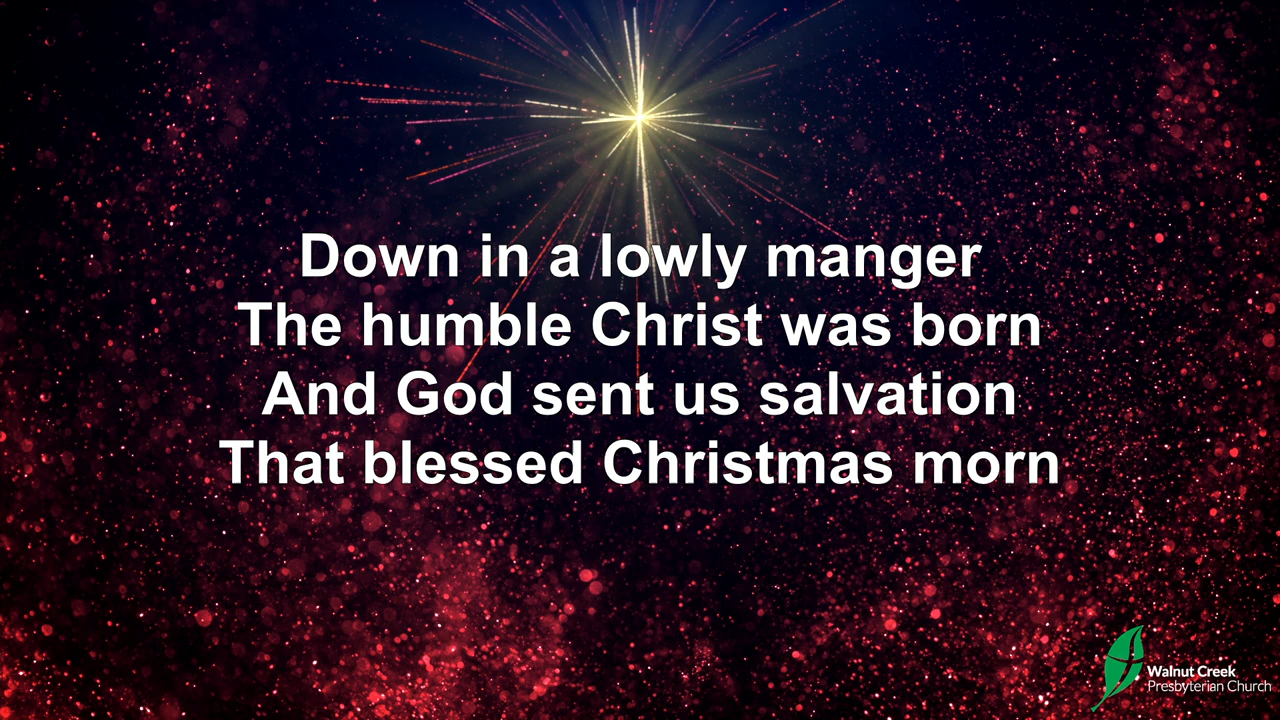 Down in a lowly manger
The humble Christ was born
And God sent us salvation
That blessed Christmas morn
Walnut Creek
Presbyterian Church